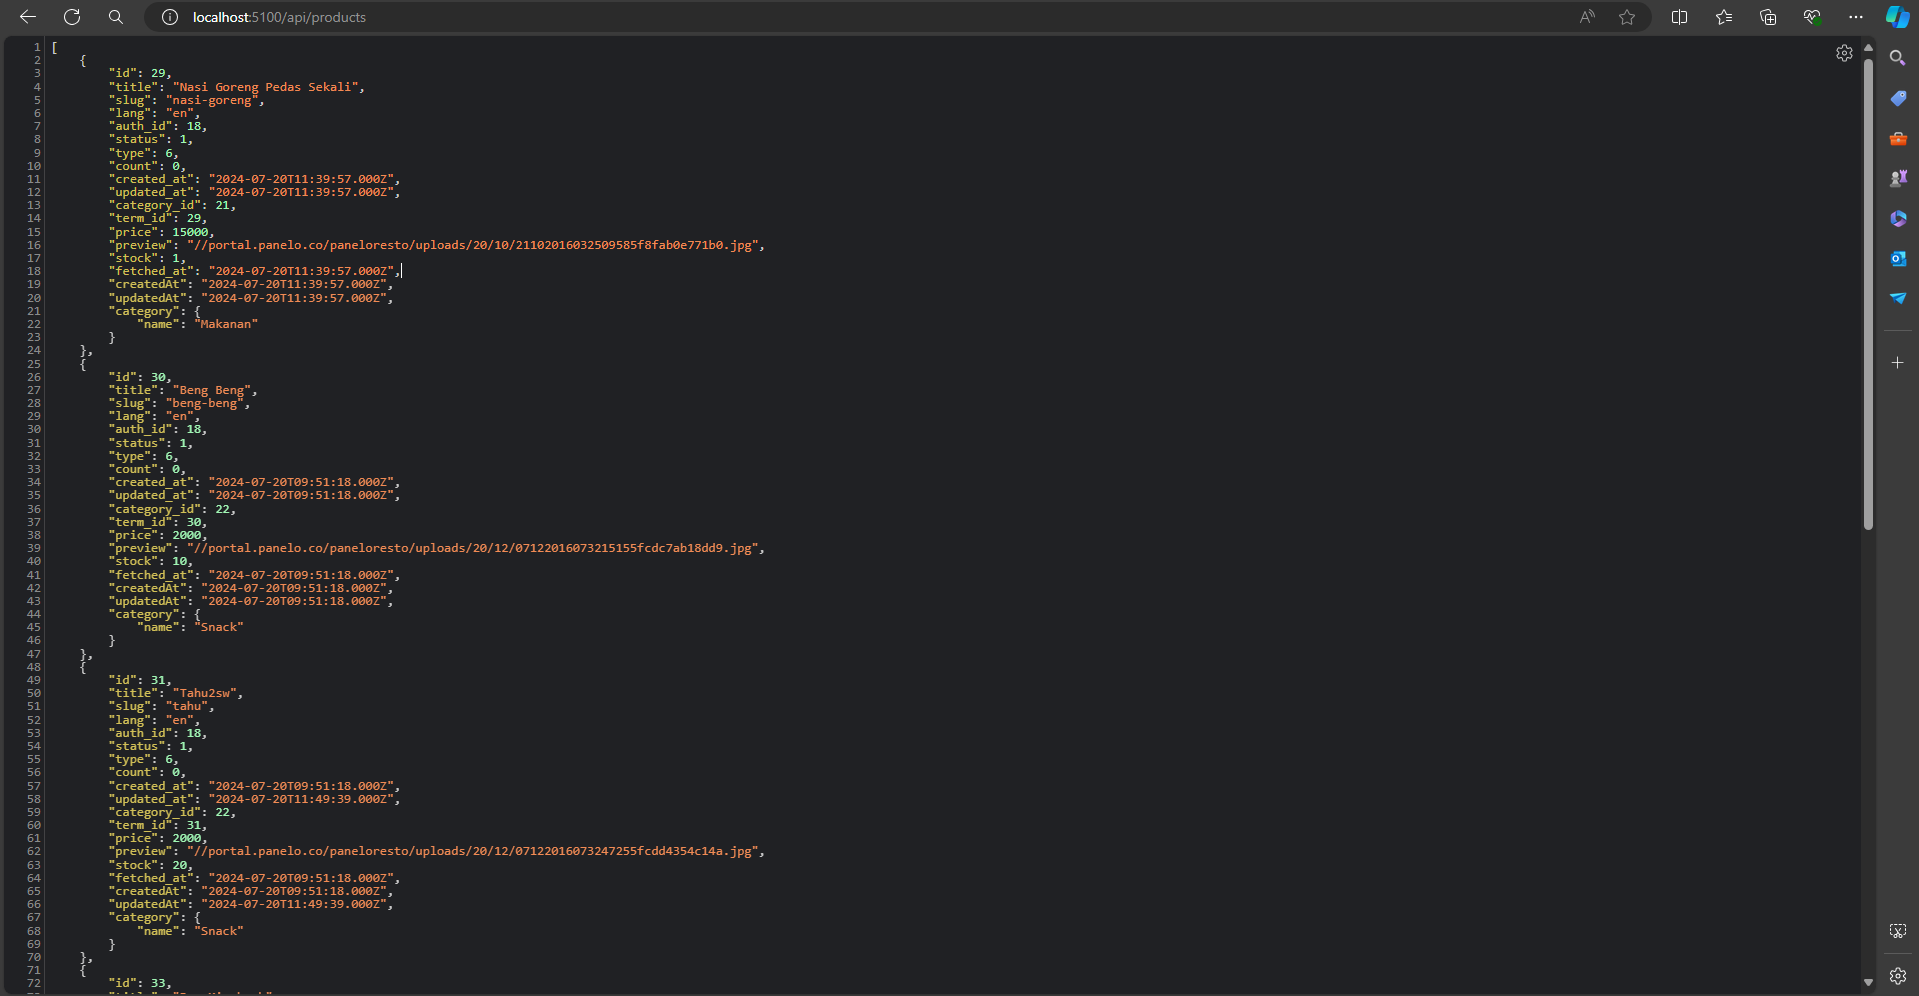 localhost:5100/api/products
1 [
2 {
3 "id": 29,
4 "title": "Nasi Goreng Pedas Sekali",
5 "slug": "nasi-goreng",
6 "lang": "en",
7 "auth_id": 18,
8 "status": 1,
9 "type": 6,
10 "count": 0,
11 "created_at": "2024-07-20T11:39:57.000Z",
12 "updated_at": "2024-07-20T11:39:57.000Z",
13 "category_id": 21,
14 "term_id": 29,
15 "price": 15000,
16 "preview": "//portal.panelo.co/paneloresto/uploads/20/10/21102016032509585f8fab0e771b0.jpg",
17 "stock": 1,
18 "fetched_at": "2024-07-20T11:39:57.000Z",
19 "createdAt": "2024-07-20T11:39:57.000Z",
20 "updatedAt": "2024-07-20T11:39:57.000Z",
21 "category": {
22 "name": "Makanan"
23 }
24 },
25 {
26 "id": 30,
27 "title": "Beng Beng",
28 "slug": "beng-beng",
29 "lang": "en",
30 "auth_id": 18,
31 "status": 1,
32 "type": 6,
33 "count": 0,
34 "created_at": "2024-07-20T09:51:18.000Z",
35 "updated_at": "2024-07-20T09:51:18.000Z",
36 "category_id": 22,
37 "term_id": 30,
38 "price": 2000,
39 "preview": "//portal.panelo.co/paneloresto/uploads/20/12/07122016073215155fcdc7ab18dd9.jpg",
40 "stock": 10,
41 "fetched_at": "2024-07-20T09:51:18.000Z",
42 "createdAt": "2024-07-20T09:51:18.000Z",
43 "updatedAt": "2024-07-20T09:51:18.000Z",
44 "category": {
45 "name": "Snack"
46 }
47 },
48 {
49 "id": 31,
50 "title": "Tahu2sw",
51 "slug": "tahu",
52 "lang": "en",
53 "auth_id": 18,
54 "status": 1,
55 "type": 6,
56 "count": 0,
57 "created_at": "2024-07-20T09:51:18.000Z",
58 "updated_at": "2024-07-20T11:49:39.000Z",
59 "category_id": 22,
60 "term_id": 31,
61 "price": 2000,
62 "preview": "//portal.panelo.co/paneloresto/uploads/20/12/07122016073247255fcdd4354c14a.jpg",
63 "stock": 20,
64 "fetched_at": "2024-07-20T09:51:18.000Z",
65 "createdAt": "2024-07-20T09:51:18.000Z",
66 "updatedAt": "2024-07-20T11:49:39.000Z",
67 "category": {
68 "name": "Snack"
69 }
70 },
71 {
72 "id": 33,